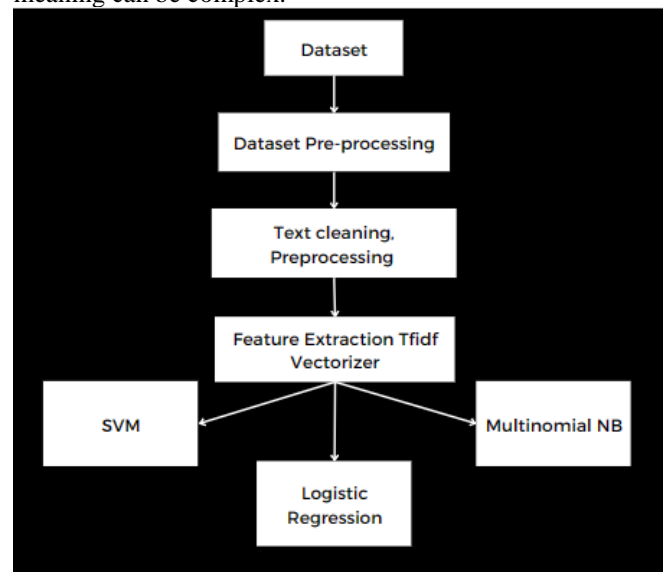 meaning can be complex.
Dataset
Dataset Pre-processing
Text cleaning,
Preprocessing
Feature Extraction Tfidf
Vectorizer
SVM
Multinomial NB
Logistic
Regression